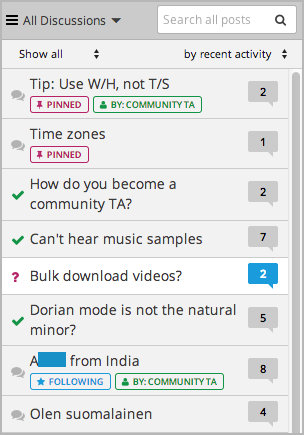 All Discussions
Search all posts
Show all
by recent activity
Tip: Use W/H, not T/S
2
PINNED
BY: COMMUNITY TA
Time zones
1
PINNED
How do you become a
community TA?
2
Can't hear music samples
7
? Bulk download videos?
2
Dorian mode is not the natural
minor?
5
A from India
8
FOLLOWING
BY: COMMUNITY TA
Olen suomalainen
4